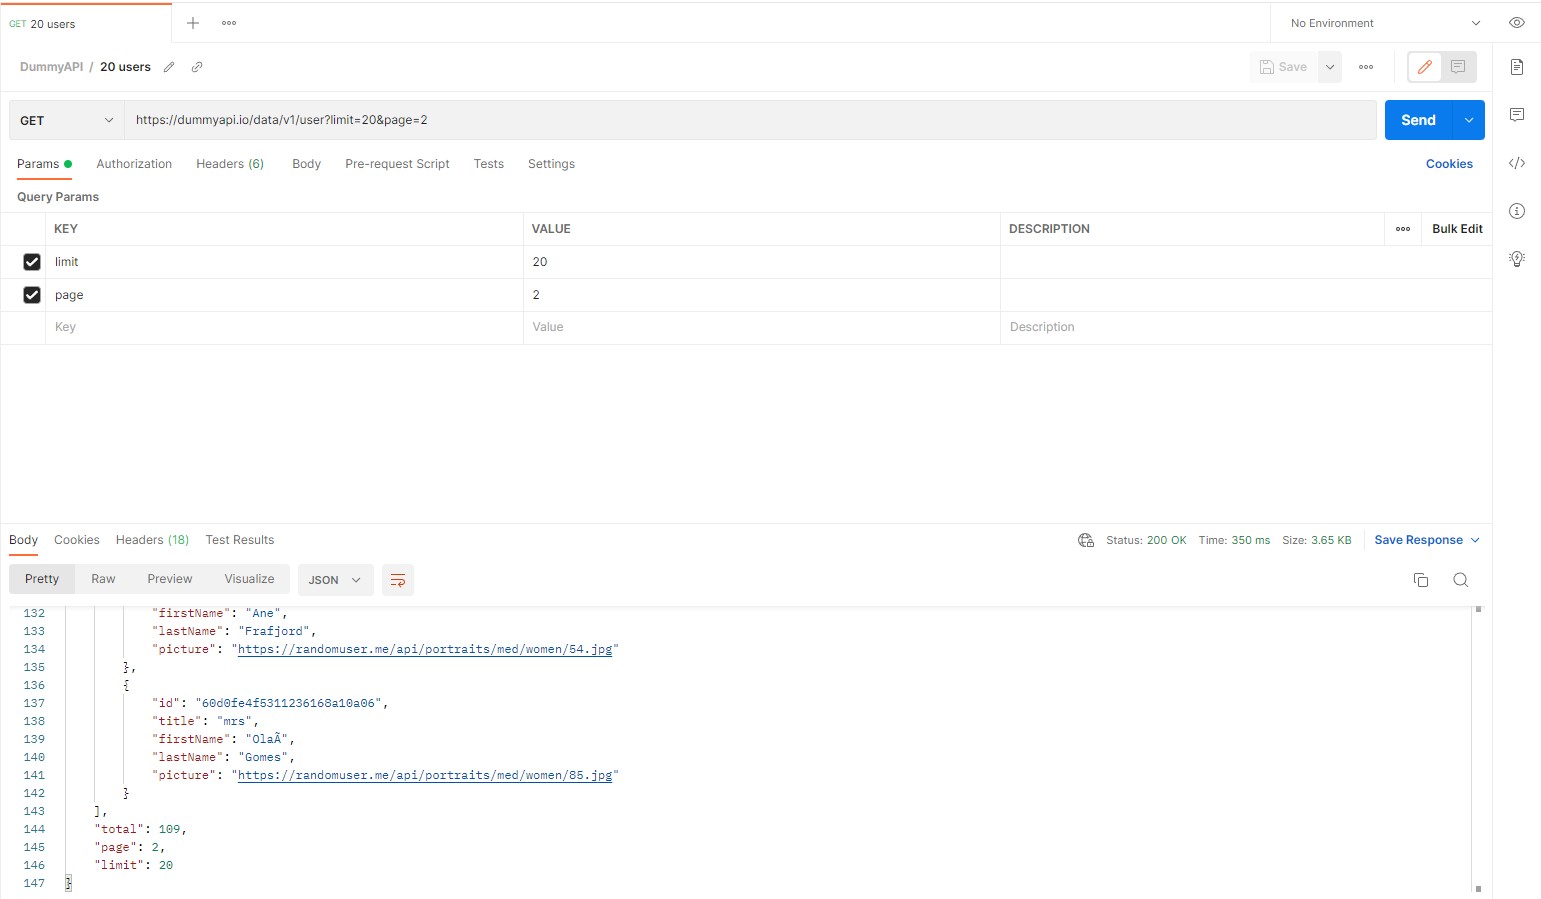 GET 20 users
No Environment
DummyAPI / 20 users
Save
GET https://dummyapi.io/data/v1/user?limit=20&page=2 Send
Params Authorization Headers (6) Body Pre-request Script Tests Settings Cookies
Query Params
KEY VALUE DESCRIPTION Bulk Edit
limit 20
page 2
Key Value Description
Body Cookies Headers (18) Test Results Status: 200 OK Time: 350 ms Size: 3.65 KB Save Response
Pretty Raw Preview Visualize JSON
132 "firstName": "Ane",
133 "lastName": "Frafjord",
134 "picture": "https://randomuser.me/api/portraits/med/women/54.jpg"
135 },
136 {
137 "id": "60d0fe4f5311236168a10a06",
138 "title": "mrs",
139 "firstName": "OlaÃ",
140 "lastName": "Gomes",
141 "picture": "https://randomuser.me/api/portraits/med/women/85.jpg"
142 }
143 ],
144 "total": 109,
145 "page": 2,
146 "limit": 20
147 }